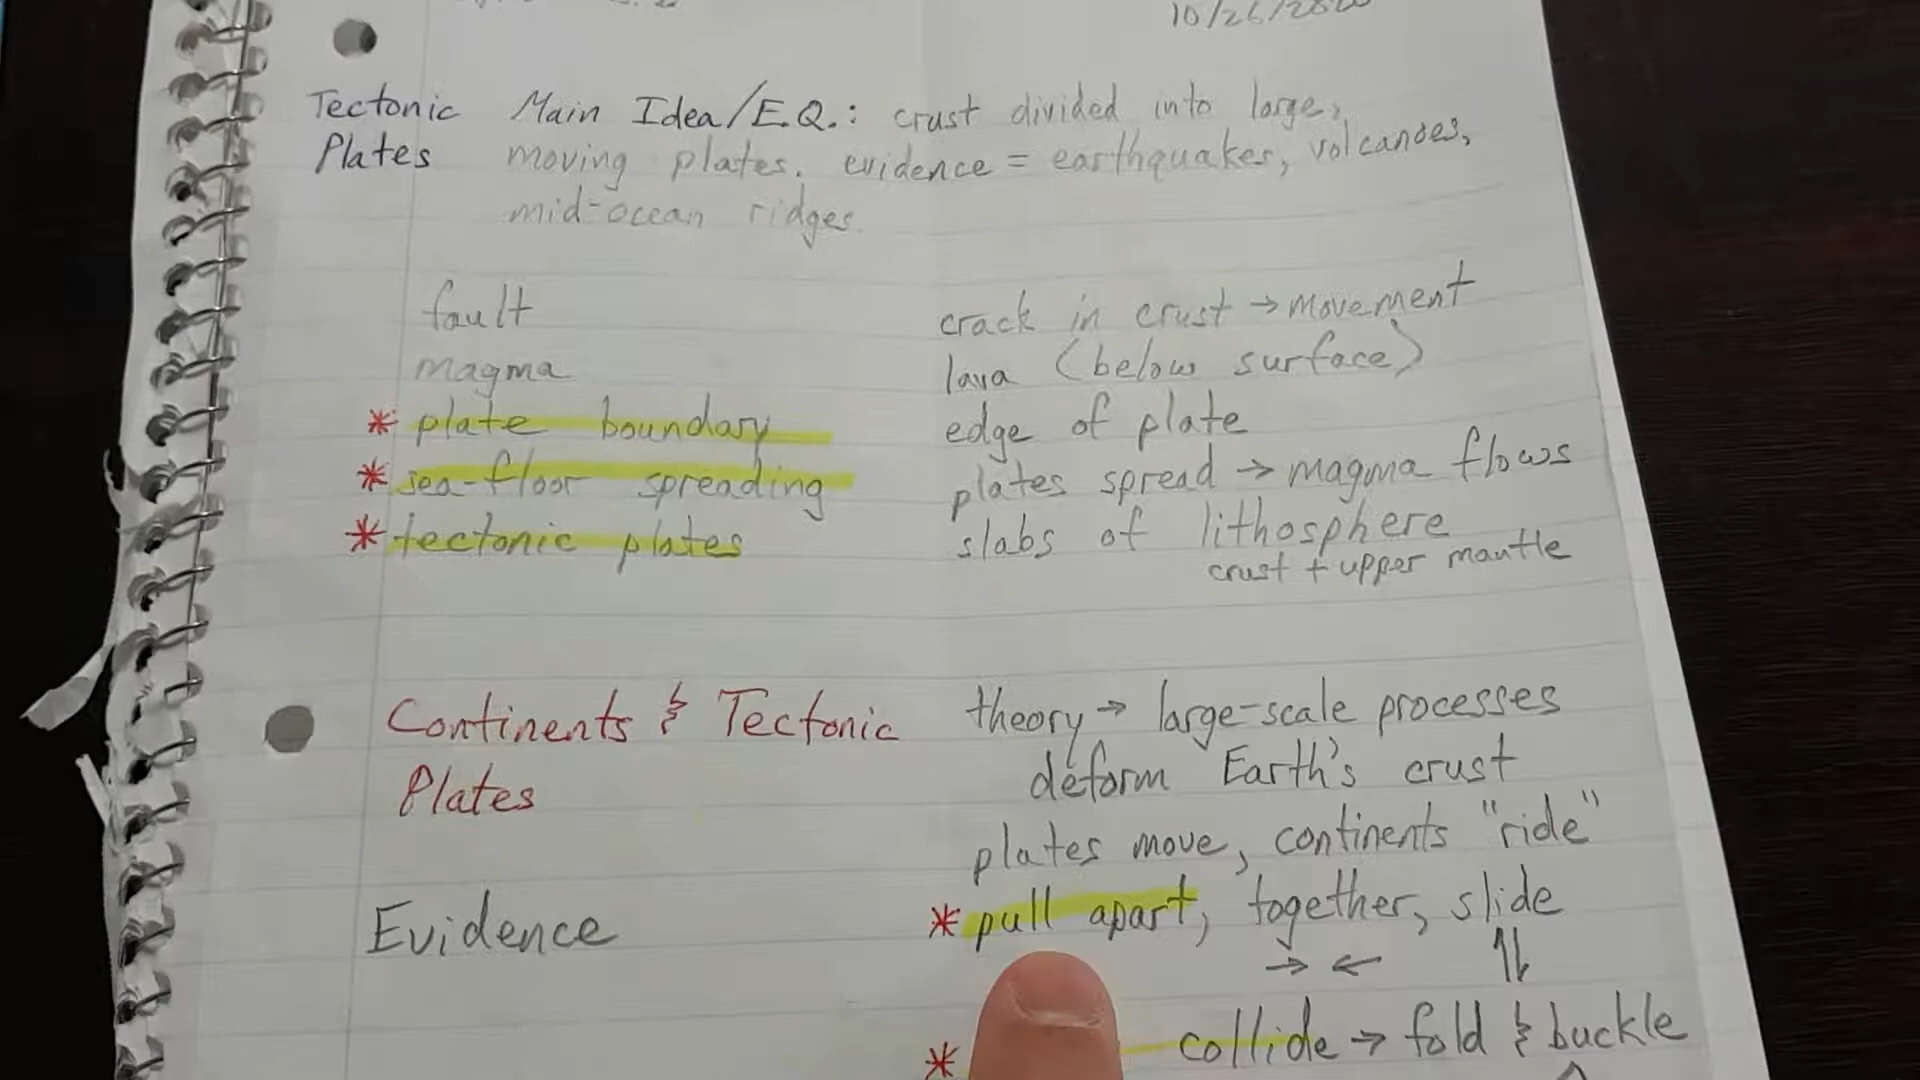 Tectonic Main Idea/E.Q.: crust divided into large,
Plates moving plates. evidence = earthquakes, volcanoes,
mid-ocean ridges.
fault crack in crust → movement
magma lava (below surface)
* plate boundary edge of plate
* sea-floor spreading plates spread → magma flows
* tectonic plates slabs of lithosphere
crust + upper mantle
Continents & Tectonic theory → large-scale processes
Plates deform Earth's crust
plates move, continents "ride"
Evidence * pull apart, together, slide
→ ← ↑↓
* collide → fold & buckle